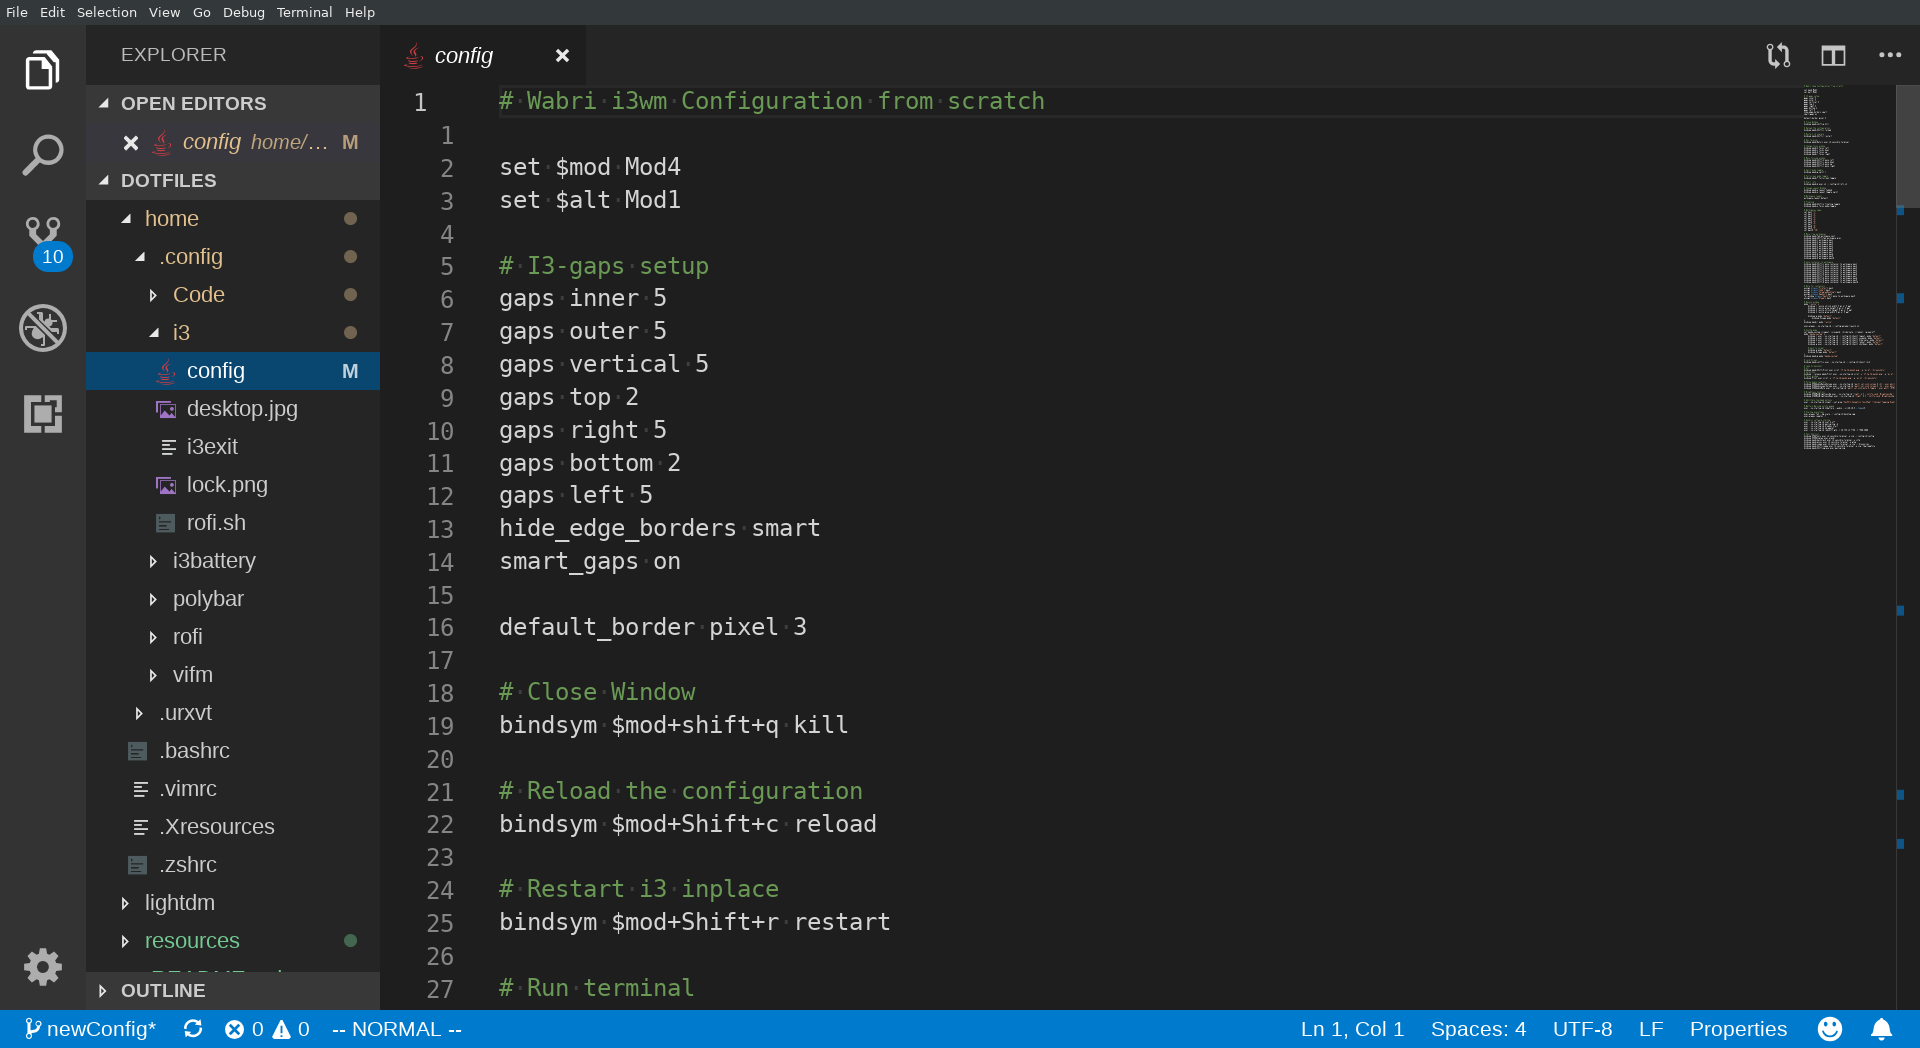 File Edit Selection View Go Debug Terminal Help
EXPLORER
OPEN EDITORS
config home/... M
DOTFILES
home
.config
Code
i3
config M
desktop.jpg
i3exit
lock.png
rofi.sh
i3battery
polybar
rofi
vifm
.urxvt
.bashrc
.vimrc
.Xresources
.zshrc
lightdm
resources
OUTLINE
10
config
1 # Wabri i3wm Configuration from scratch
1
2 set $mod Mod4
3 set $alt Mod1
4
5 # I3-gaps setup
6 gaps inner 5
7 gaps outer 5
8 gaps vertical 5
9 gaps top 2
10 gaps right 5
11 gaps bottom 2
12 gaps left 5
13 hide_edge_borders smart
14 smart_gaps on
15
16 default_border pixel 3
17
18 # Close Window
19 bindsym $mod+shift+q kill
20
21 # Reload the configuration
22 bindsym $mod+Shift+c reload
23
24 # Restart i3 inplace
25 bindsym $mod+Shift+r restart
26
27 # Run terminal
newConfig* 0 0 -- NORMAL -- Ln 1, Col 1 Spaces: 4 UTF-8 LF Properties